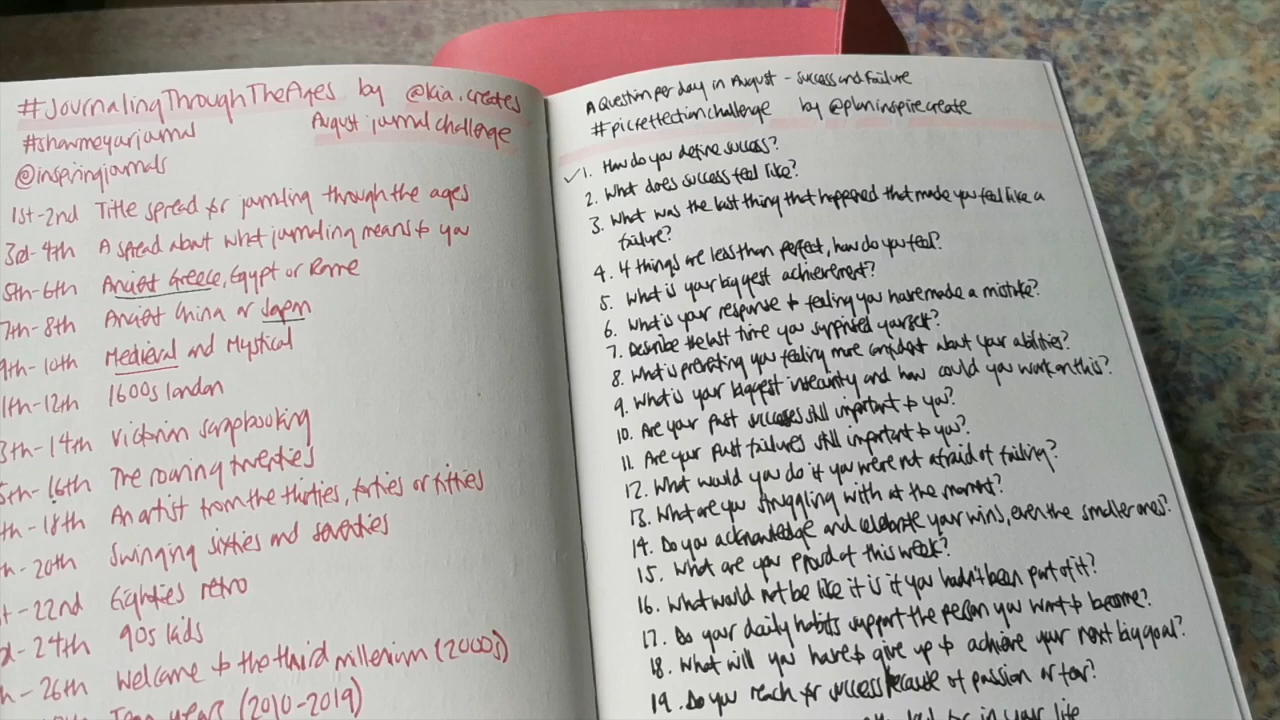 #JournalingThroughTheAges by @kia.creates
#showmeyourjournal August journal challenge
@inspiringjournals
1st-2nd Title spread for journaling through the ages
3rd-4th A spread about what journaling means to you
5th-6th Ancient Greece, Egypt or Rome
7th-8th Ancient China or Japan
9th-10th Medieval and Mystical
11th-12th 1600s london
3th-14th Victorian scrapbooking
5th-16th The roaring twenties
th-18th An artist from the thirties, forties or fifties
h-20th Swinging sixties and seventies
t-22nd Eighties retro
d-24th 90s kids
h-26th Welcome to the third millenium (2000s)
Teen years (2010-2019)
A Question per day in August - success and failure
#picreflectionchallenge by @planinspirecreate
✓1. How do you define success?
2. What does success feel like?
3. What was the last thing that happened that made you feel like a
failure?
4. 4 things are less than perfect, how do you feel?
5. What is your biggest achievement?
6. What's your response to feeling you have made a mistake?
7. Describe the last time you surprised yourself?
8. What is preventing you feeling more confident about your abilities?
9. What is your biggest insecurity and how could you work on this?
10. Are your past successes still important to you?
11. Are your past failures still important to you?
12. What would you do if you were not afraid of failing?
13. What are you struggling with at the moment?
14. Do you acknowledge and celebrate your wins, even the smaller ones?
15. What are you proud of this week?
16. What would not be like it is if you hadn't been part of it?
17. Do your daily habits support the person you want to become?
18. What will you have to give up to achieve your next big goal?
19. Do you reach for success because of passion or fear?
for in your life